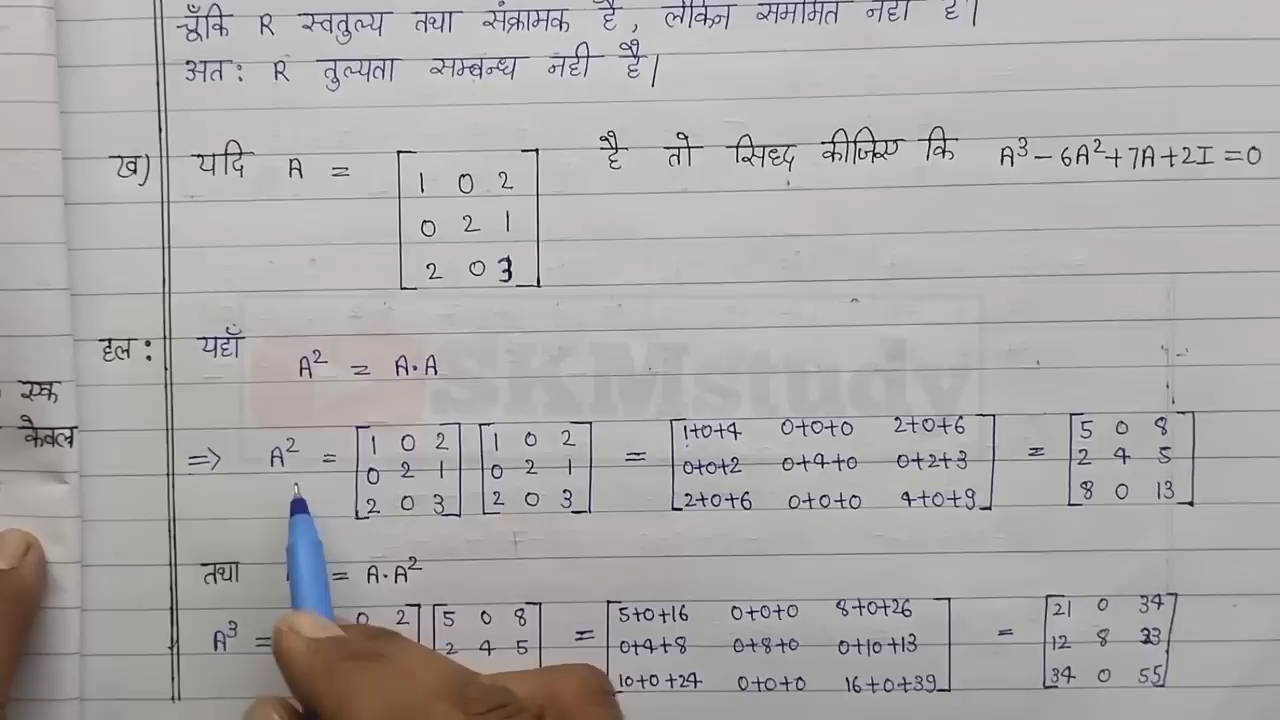 चूँकि R स्वतुल्य तथा संक्रामक है, लेकिन सममित नही है।
अत: R तुल्यता सम्बन्ध नही है।
ख) यदि A = [1 0 2 है तो सिध्द कीजिए कि A³ - 6A² + 7A + 2I = 0
0 2 1
2 0 3]
हल : यहाँ
A² = A·A
एक
केवल
=> A² = [1 0 2 [1 0 2 = [1+0+4 0+0+0 2+0+6 = [5 0 8
0 2 1 0 2 1 0+0+2 0+4+0 0+2+3 2 4 5
2 0 3] 2 0 3] 2+0+6 0+0+0 4+0+9] 8 0 13]
तथा = A·A²
A³ = 0 2] [5 0 8 = [5+0+16 0+0+0 8+0+26 = [21 0 34
2 4 5 0+4+8 0+8+0 0+10+13 12 8 23
10+0+24 0+0+0 16+0+39] 34 0 55]
SKMstudy